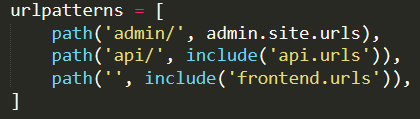 urlpatterns = [
    path('admin/', admin.site.urls),
    path('api/', include('api.urls')),
    path('', include('frontend.urls')),
]